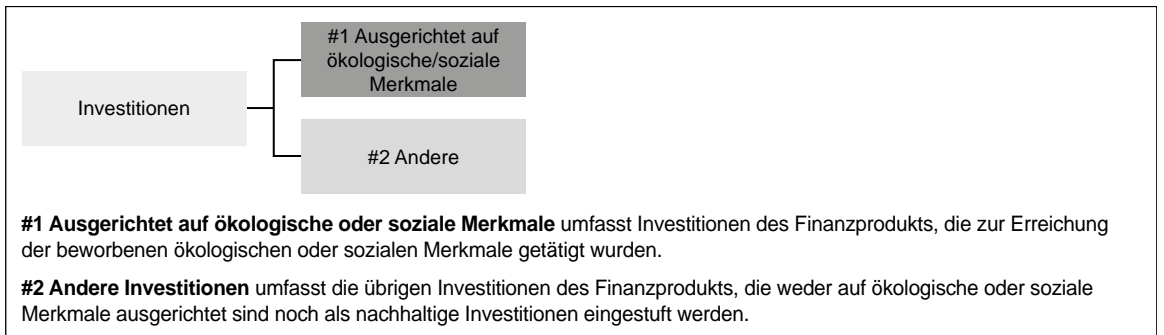 #1 Ausgerichtet auf
ökologische/soziale
Merkmale
Investitionen
#2 Andere
#1 Ausgerichtet auf ökologische oder soziale Merkmale umfasst Investitionen des Finanzprodukts, die zur Erreichung
der beworbenen ökologischen oder sozialen Merkmale getätigt wurden.
#2 Andere Investitionen umfasst die übrigen Investitionen des Finanzprodukts, die weder auf ökologische oder soziale
Merkmale ausgerichtet sind noch als nachhaltige Investitionen eingestuft werden.